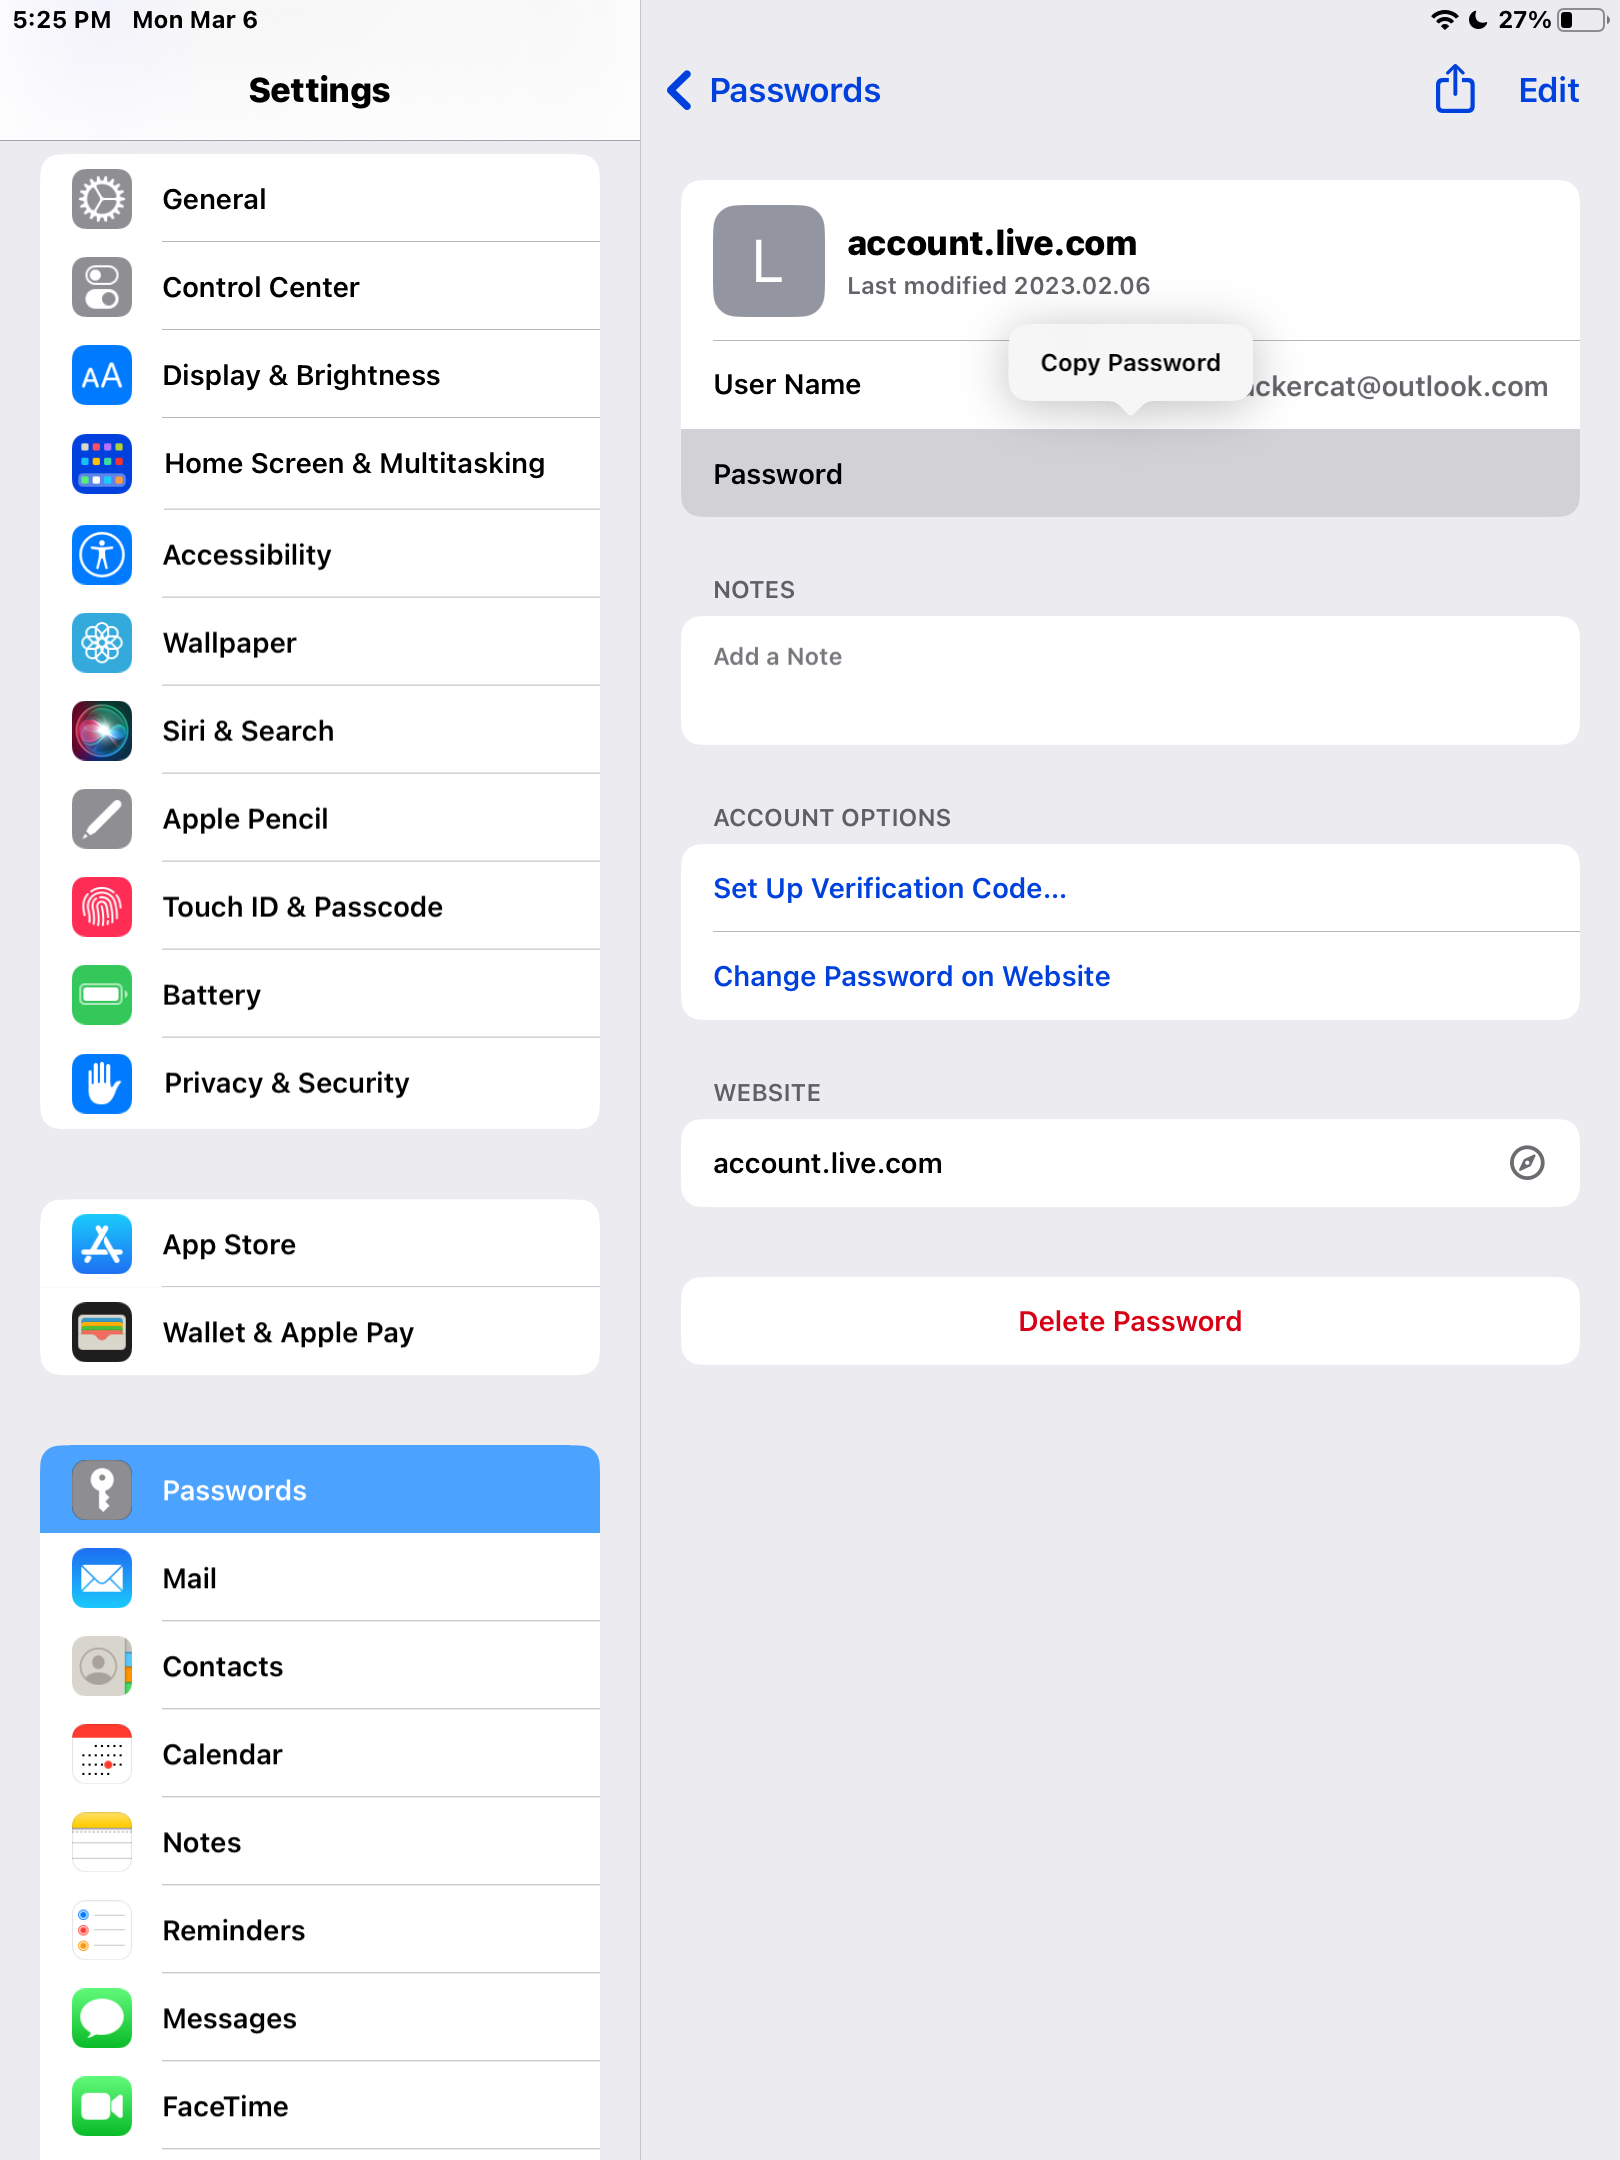 5:25 PM Mon Mar 6
27%
Settings
General
Control Center
AA Display & Brightness
Home Screen & Multitasking
Accessibility
Wallpaper
Siri & Search
Apple Pencil
Touch ID & Passcode
Battery
Privacy & Security
App Store
Wallet & Apple Pay
Passwords
Mail
Contacts
Calendar
Notes
Reminders
Messages
FaceTime
Passwords
Edit
L
account.live.com
Last modified 2023.02.06
Copy Password
User Name ckercat@outlook.com
Password
NOTES
Add a Note
ACCOUNT OPTIONS
Set Up Verification Code...
Change Password on Website
WEBSITE
account.live.com
Delete Password